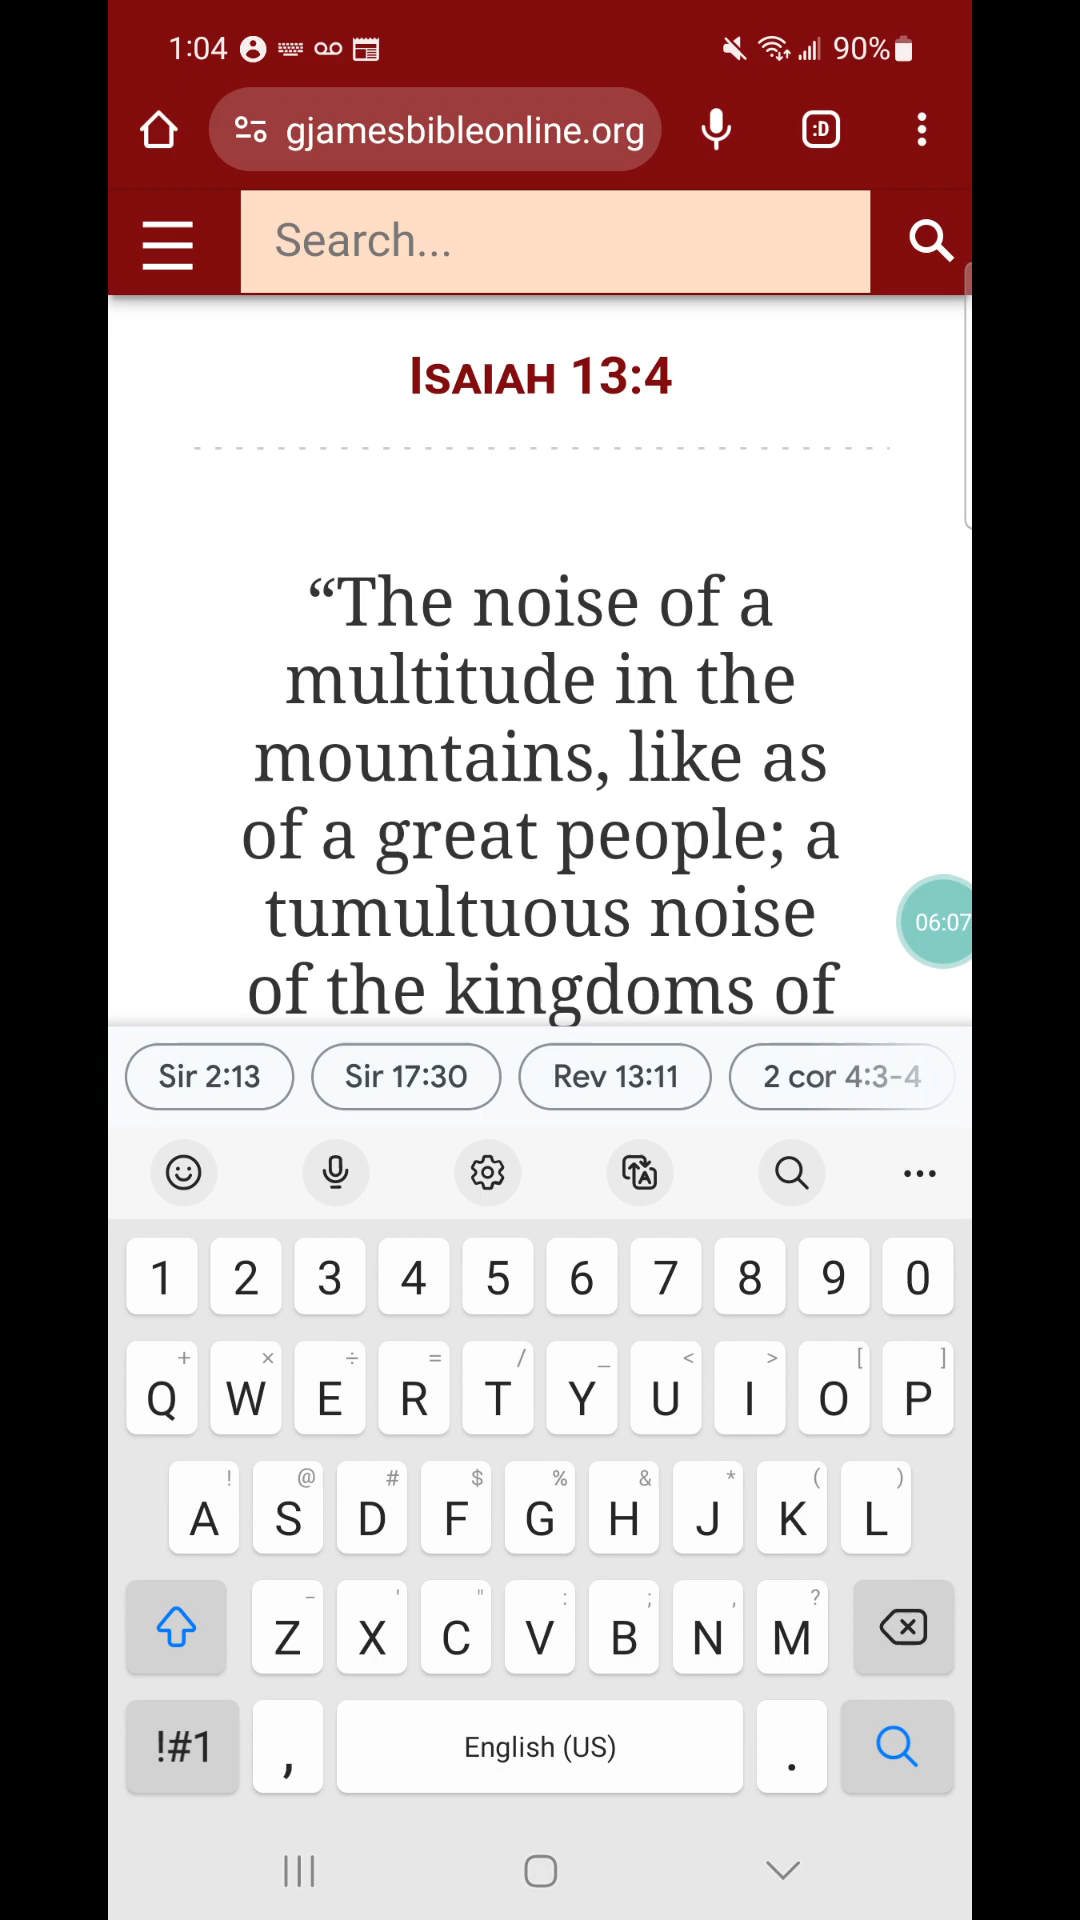 1:04 90%
gjamesbibleonline.org :D
Search...
ISAIAH 13:4
“The noise of a
multitude in the
mountains, like as
of a great people; a
tumultuous noise
06:07
of the kingdoms of
Sir 2:13 Sir 17:30 Rev 13:11 2 cor 4:3-4
1 2 3 4 5 6 7 8 9 0
+ × ÷ = / _ < > [ ]
Q W E R T Y U I O P
! @ # $ % & * ( )
A S D F G H J K L
- ' " : ; , ?
Z X C V B N M
!#1 , English (US) .